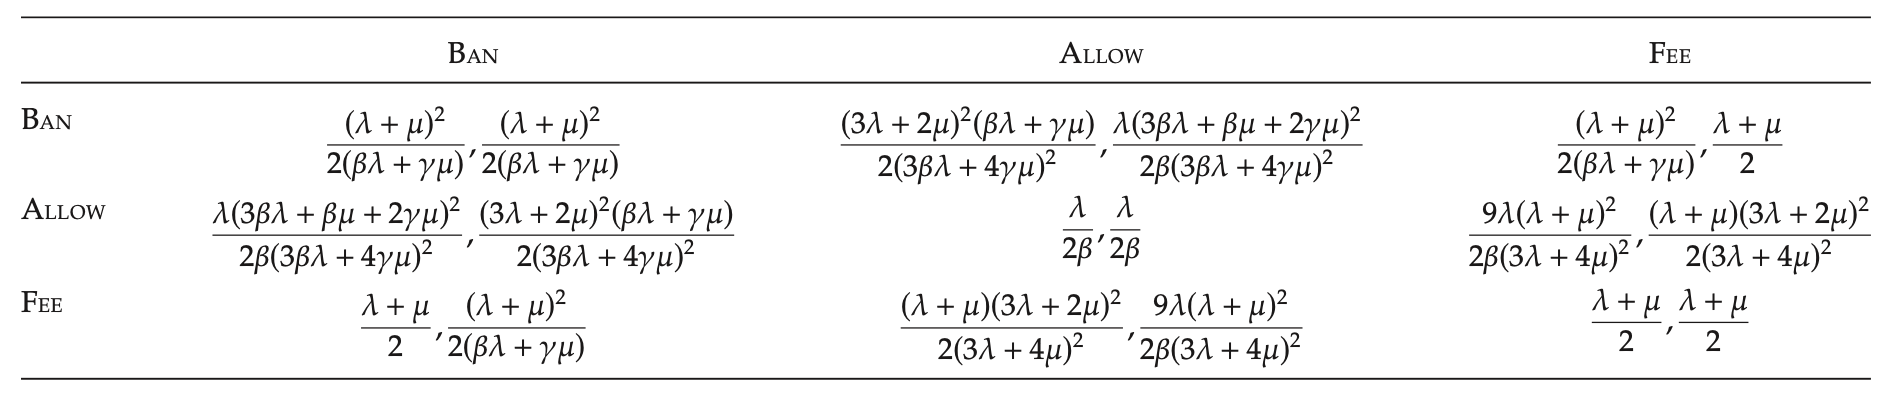 BAN ALLOW FEE
BAN (λ + μ)² / 2(βλ + γμ) , (λ + μ)² / 2(βλ + γμ) (3λ + 2μ)²(βλ + γμ) / 2(3βλ + 4γμ)² , λ(3βλ + βμ + 2γμ)² / 2β(3βλ + 4γμ)² (λ + μ)² / 2(βλ + γμ) , λ + μ / 2
ALLOW λ(3βλ + βμ + 2γμ)² / 2β(3βλ + 4γμ)² , (3λ + 2μ)²(βλ + γμ) / 2(3βλ + 4γμ)² λ / 2β , λ / 2β 9λ(λ + μ)² / 2β(3λ + 4μ)² , (λ + μ)(3λ + 2μ)² / 2(3λ + 4μ)²
FEE λ + μ / 2 , (λ + μ)² / 2(βλ + γμ) (λ + μ)(3λ + 2μ)² / 2(3λ + 4μ)² , 9λ(λ + μ)² / 2β(3λ + 4μ)² λ + μ / 2 , λ + μ / 2